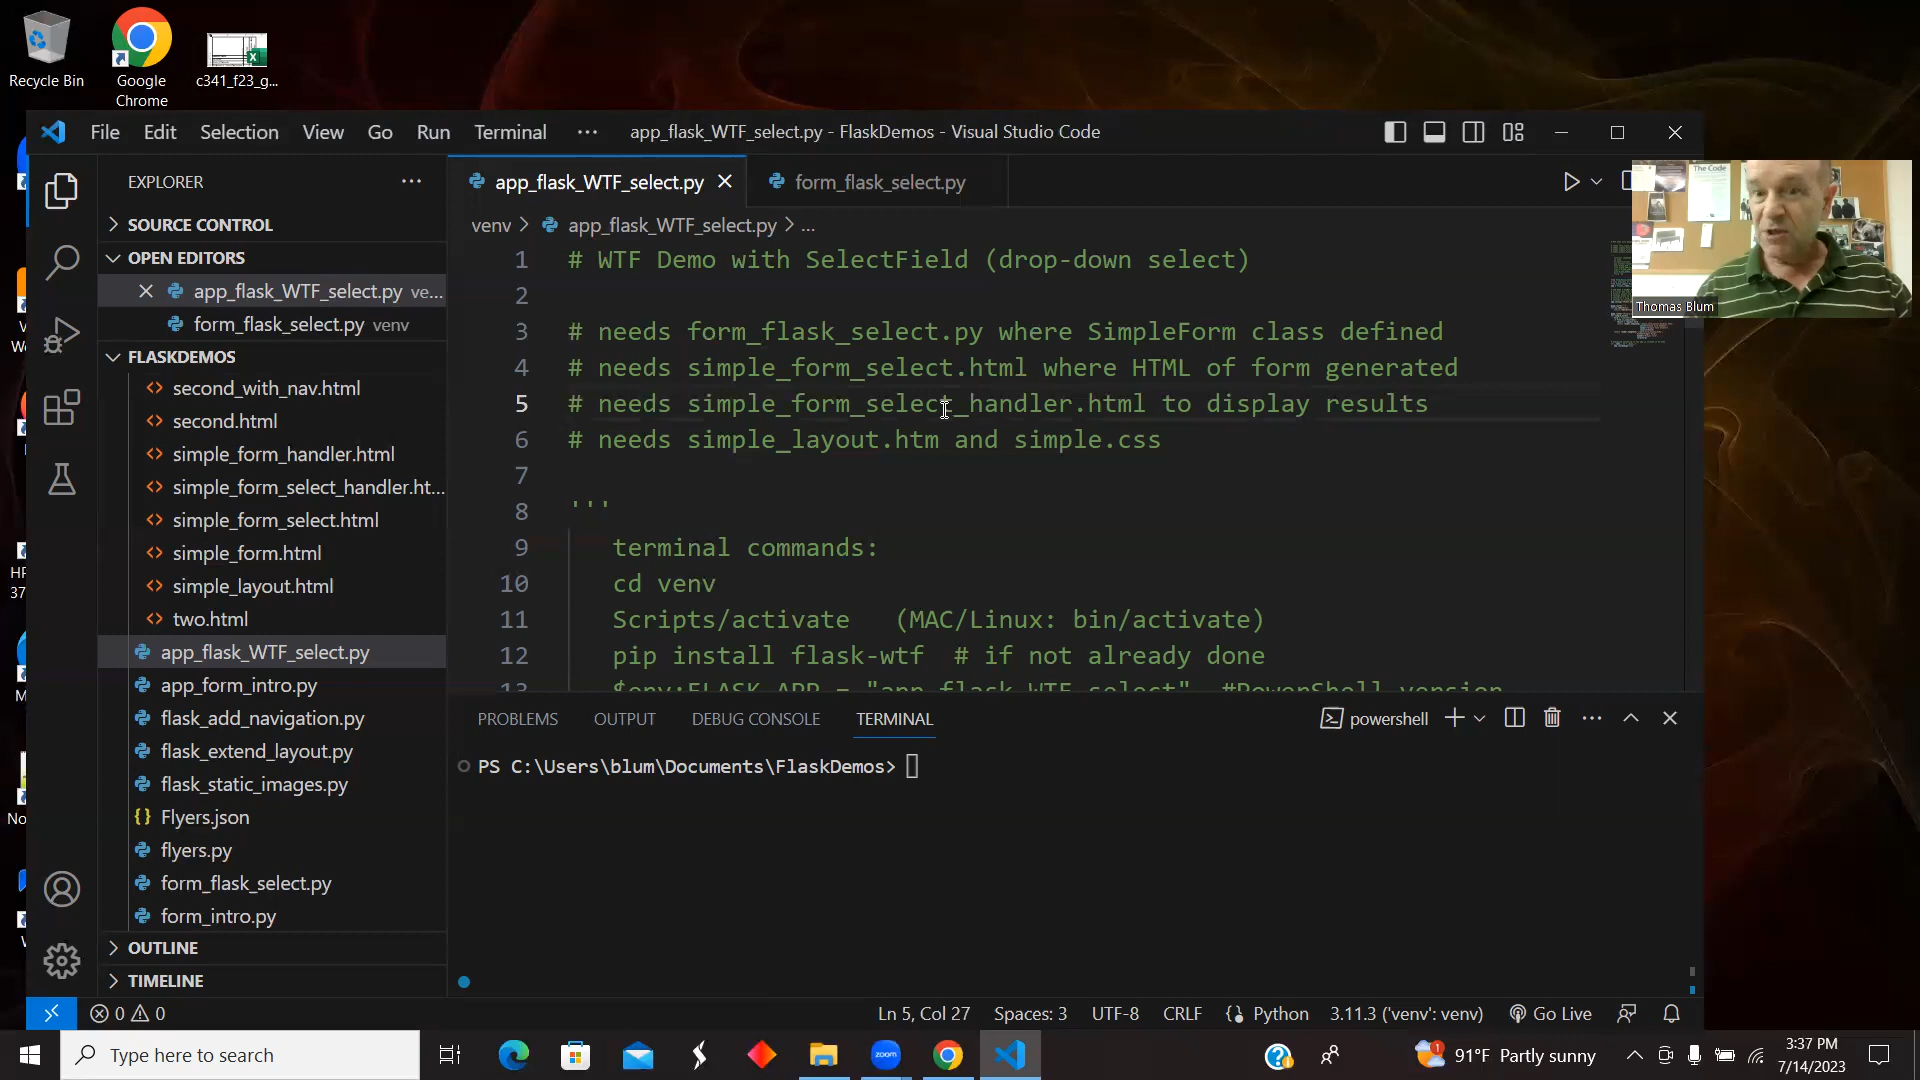 Recycle Bin
Google
Chrome
c341_f23_g...
File Edit Selection View Go Run Terminal ···
app_flask_WTF_select.py - FlaskDemos - Visual Studio Code
EXPLORER
SOURCE CONTROL
OPEN EDITORS
app_flask_WTF_select.py ve...
form_flask_select.py venv
FLASKDEMOS
second_with_nav.html
second.html
simple_form_handler.html
simple_form_select_handler.ht...
simple_form_select.html
simple_form.html
simple_layout.html
two.html
app_flask_WTF_select.py
app_form_intro.py
flask_add_navigation.py
flask_extend_layout.py
flask_static_images.py
Flyers.json
flyers.py
form_flask_select.py
form_intro.py
OUTLINE
TIMELINE
app_flask_WTF_select.py
form_flask_select.py
venv > app_flask_WTF_select.py > ...
1 # WTF Demo with SelectField (drop-down select)
2
3 # needs form_flask_select.py where SimpleForm class defined
4 # needs simple_form_select.html where HTML of form generated
5 # needs simple_form_select_handler.html to display results
6 # needs simple_layout.htm and simple.css
7
8 '''
9 terminal commands:
10 cd venv
11 Scripts/activate (MAC/Linux: bin/activate)
12 pip install flask-wtf # if not already done
13 $env:FLASK_APP = "app_flask_WTF_select" #PowerShell version
The Code
Thomas Blum
PROBLEMS OUTPUT DEBUG CONSOLE TERMINAL
powershell
PS C:\Users\blum\Documents\FlaskDemos>
0 0
Ln 5, Col 27 Spaces: 3 UTF-8 CRLF Python 3.11.3 ('venv': venv) Go Live
Type here to search
zoom
91°F Partly sunny
3:37 PM
7/14/2023